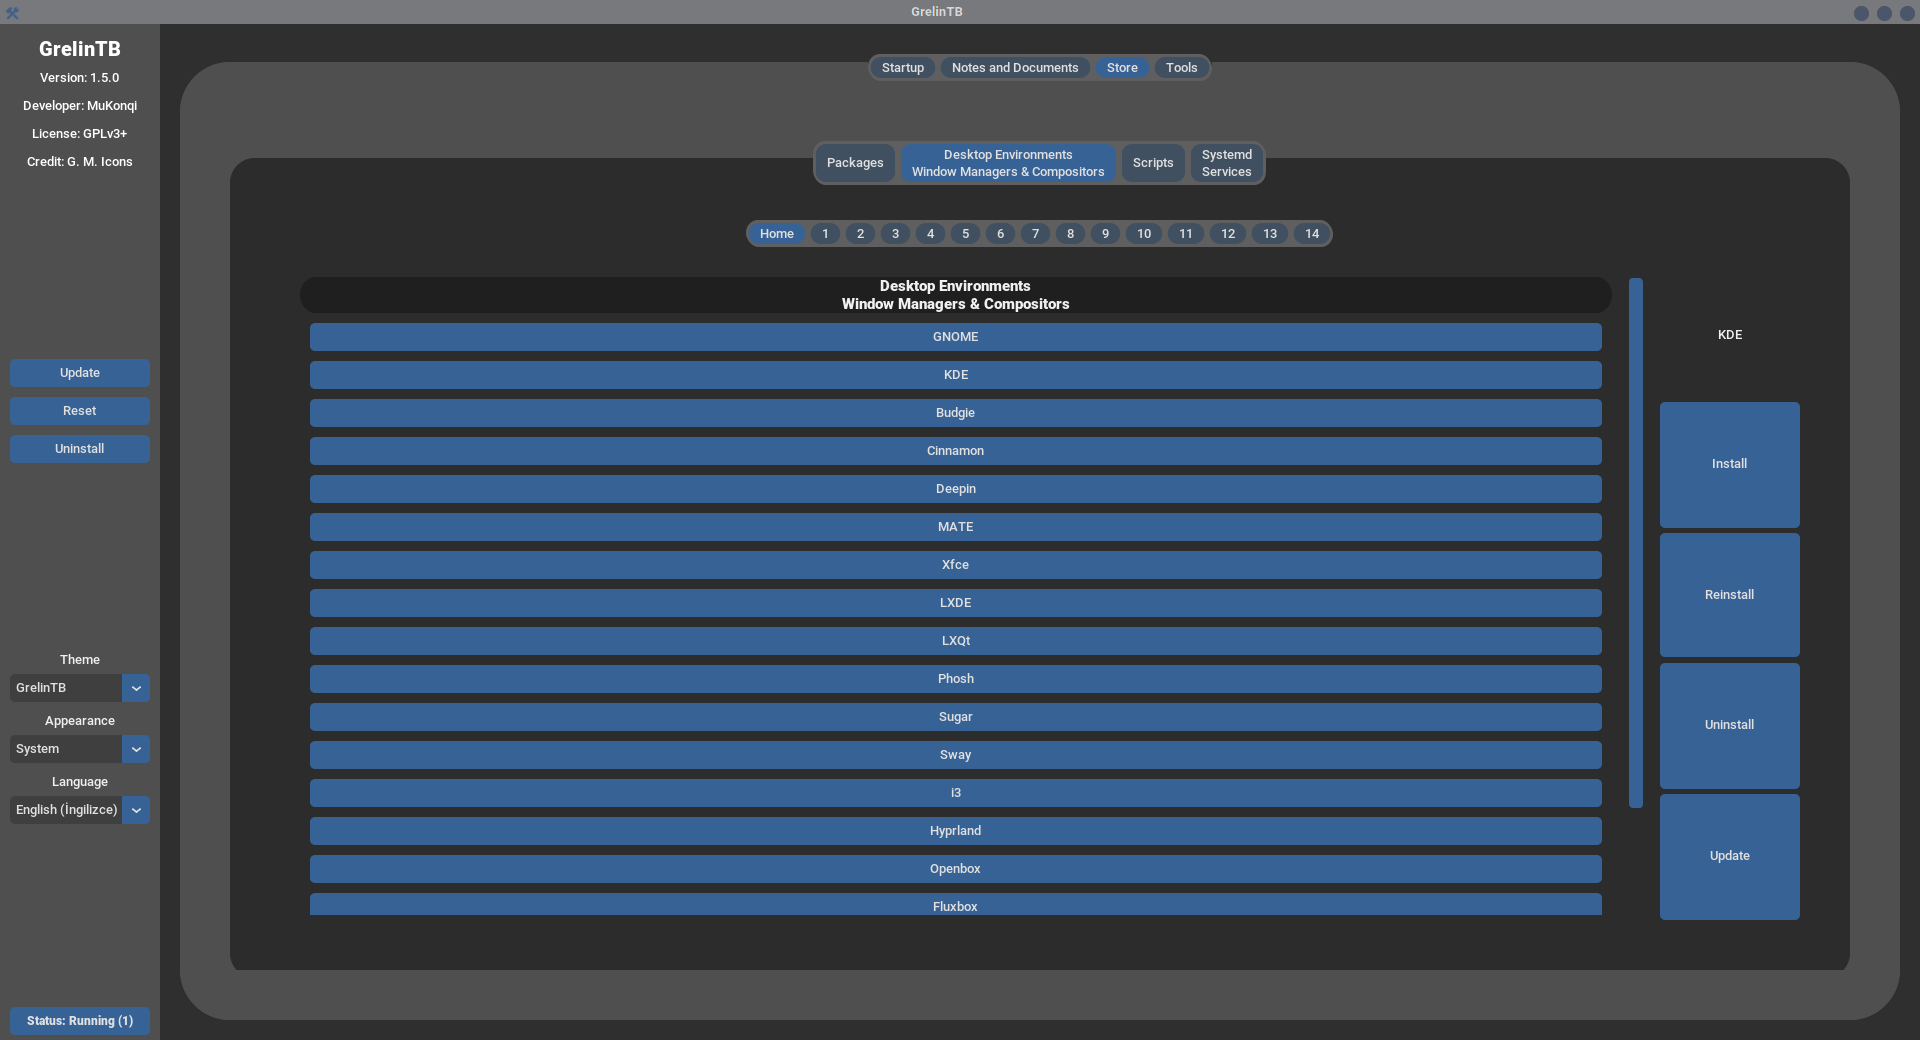 GrelinTB
GrelinTB
Version: 1.5.0
Developer: MuKonqi
License: GPLv3+
Credit: G. M. Icons
Update
Reset
Uninstall
Theme
GrelinTB
Appearance
System
Language
English (İngilizce)
Status: Running (1)
Startup Notes and Documents Store Tools
Packages
Desktop Environments
Window Managers & Compositors
Scripts
Systemd
Services
Home 1 2 3 4 5 6 7 8 9 10 11 12 13 14
Desktop Environments
Window Managers & Compositors
GNOME
KDE
Budgie
Cinnamon
Deepin
MATE
Xfce
LXDE
LXQt
Phosh
Sugar
Sway
i3
Hyprland
Openbox
Fluxbox
KDE
Install
Reinstall
Uninstall
Update